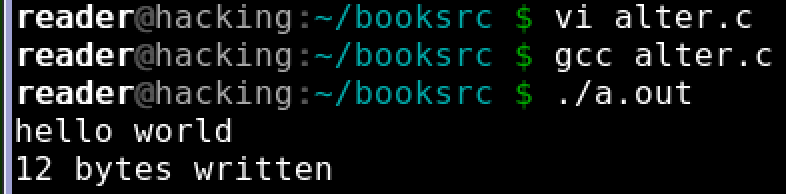 reader@hacking:~/booksrc $ vi alter.c
reader@hacking:~/booksrc $ gcc alter.c
reader@hacking:~/booksrc $ ./a.out
hello world
12 bytes written